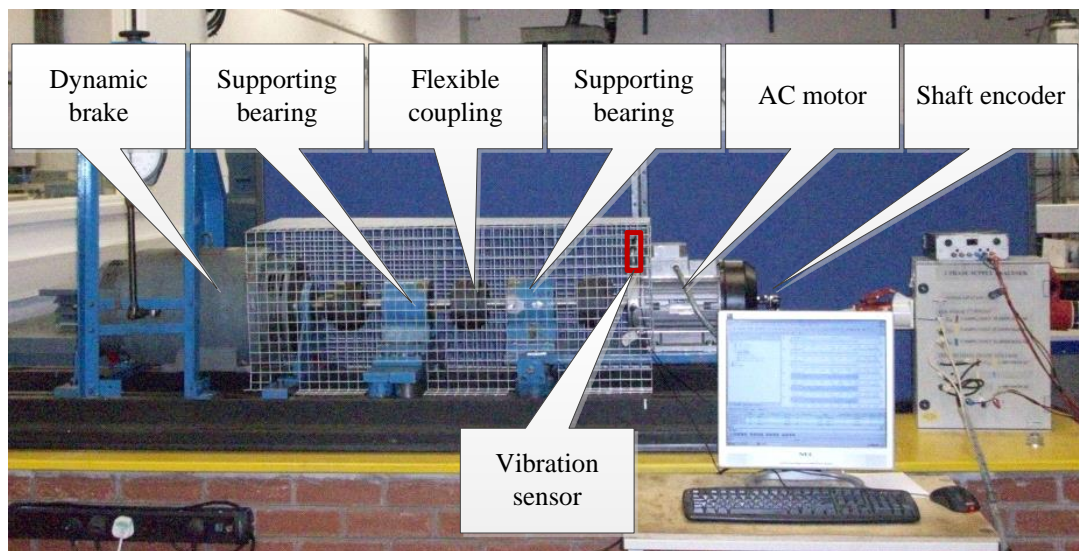 Dynamic
brake
Supporting
bearing
Flexible
coupling
Supporting
bearing
AC motor
Shaft encoder
Vibration
sensor
NEC